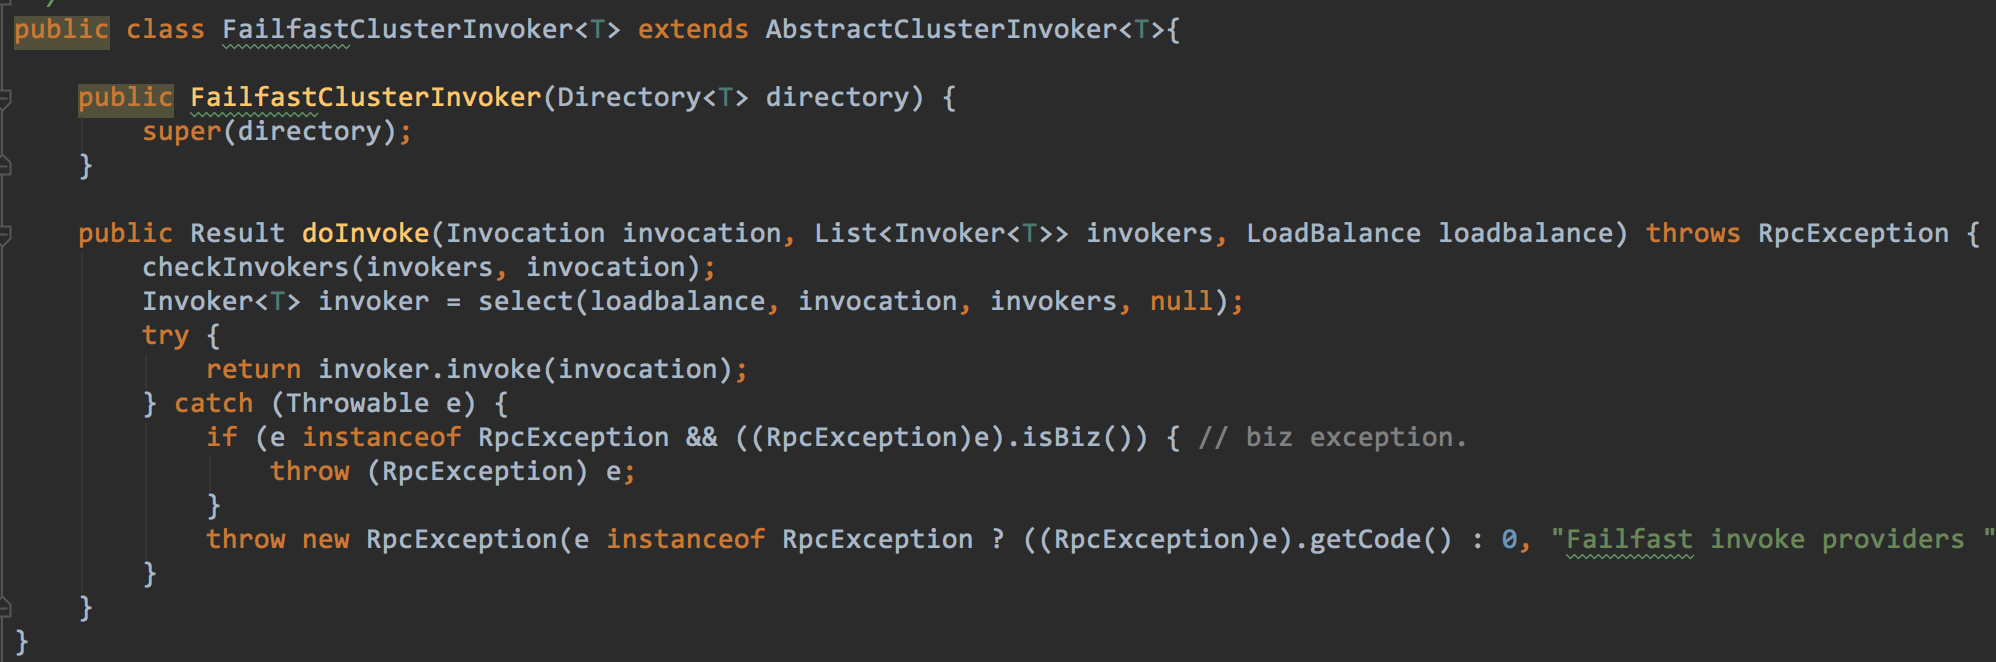 public class FailfastClusterInvoker<T> extends AbstractClusterInvoker<T>{
public FailfastClusterInvoker(Directory<T> directory) {
super(directory);
}
public Result doInvoke(Invocation invocation, List<Invoker<T>> invokers, LoadBalance loadbalance) throws RpcException {
checkInvokers(invokers, invocation);
Invoker<T> invoker = select(loadbalance, invocation, invokers, null);
try {
return invoker.invoke(invocation);
} catch (Throwable e) {
if (e instanceof RpcException && ((RpcException)e).isBiz()) { // biz exception.
throw (RpcException) e;
}
throw new RpcException(e instanceof RpcException ? ((RpcException)e).getCode() : 0, "Failfast invoke providers "
}
}
}